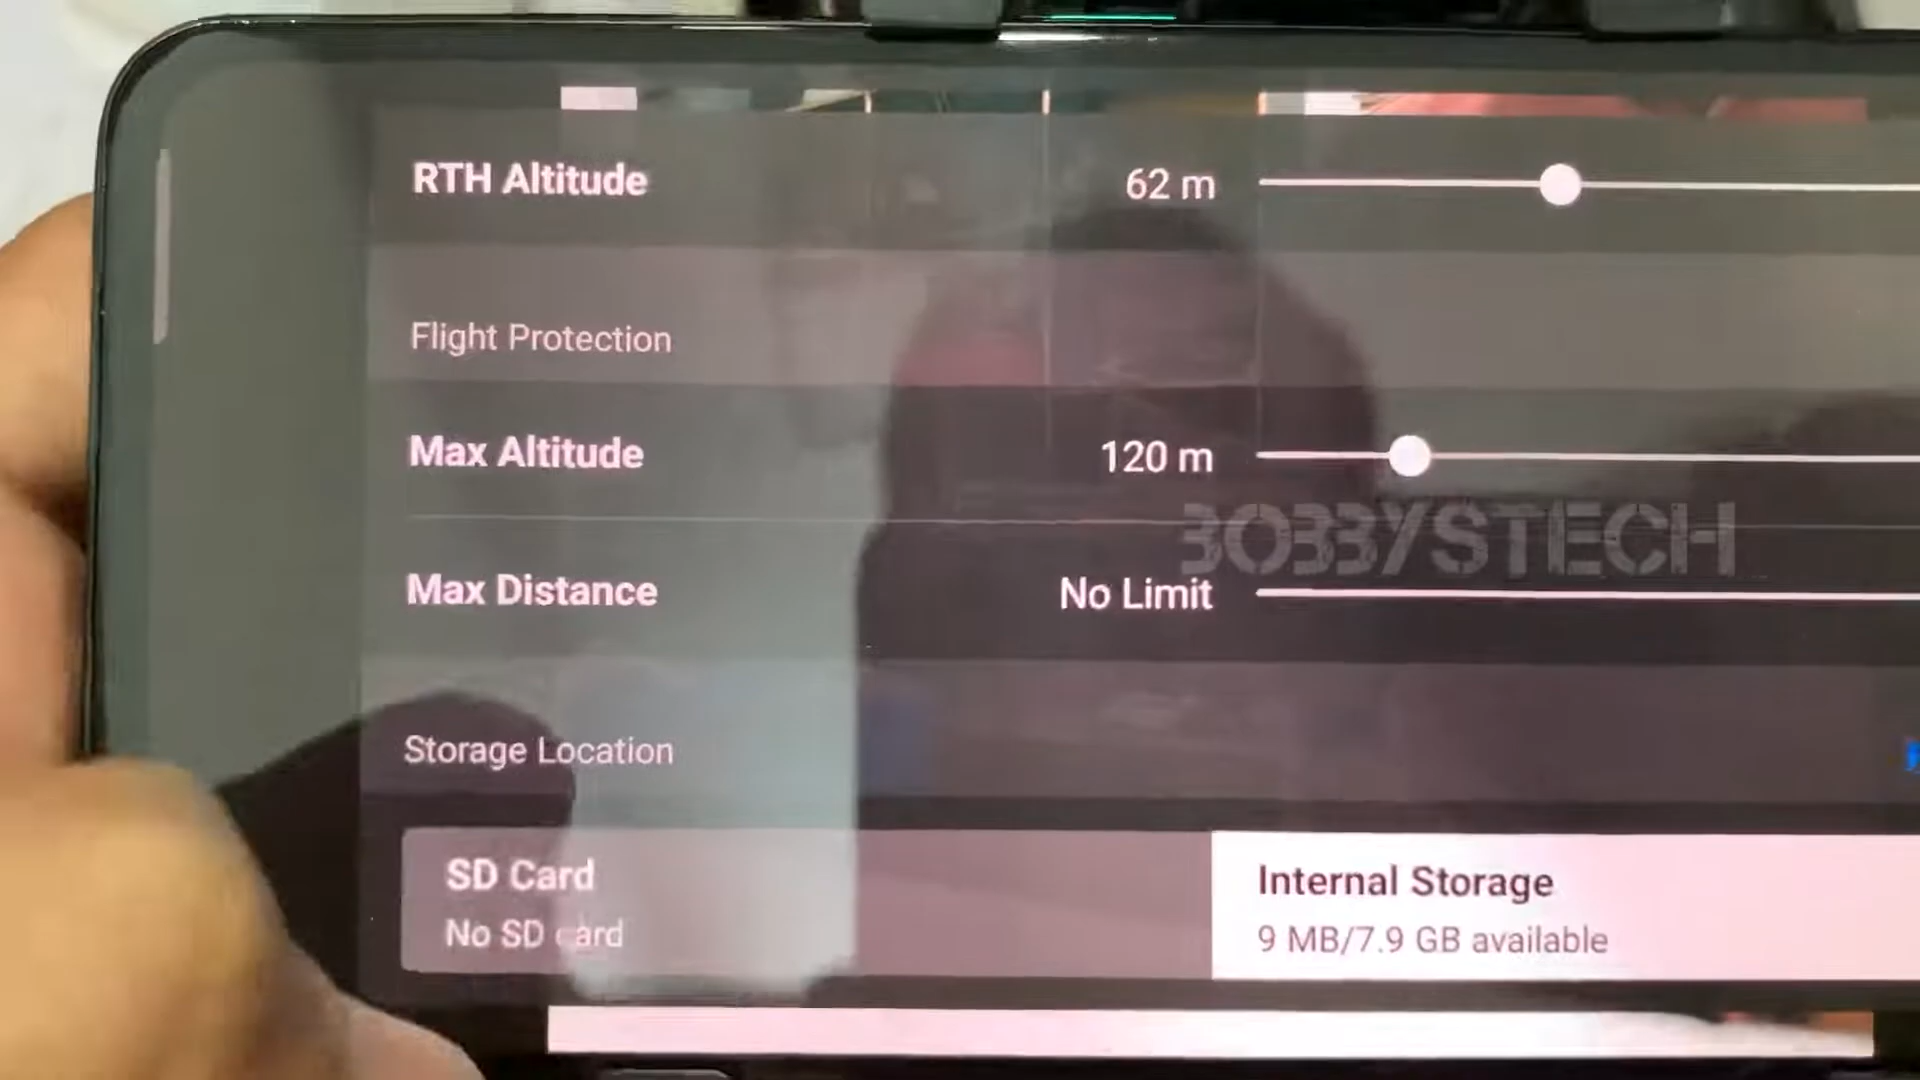 RTH Altitude 62 m
Flight Protection
Max Altitude 120 m
BOBBYSTECH
Max Distance No Limit
Storage Location
SD Card
No SD card
Internal Storage
9 MB/7.9 GB available